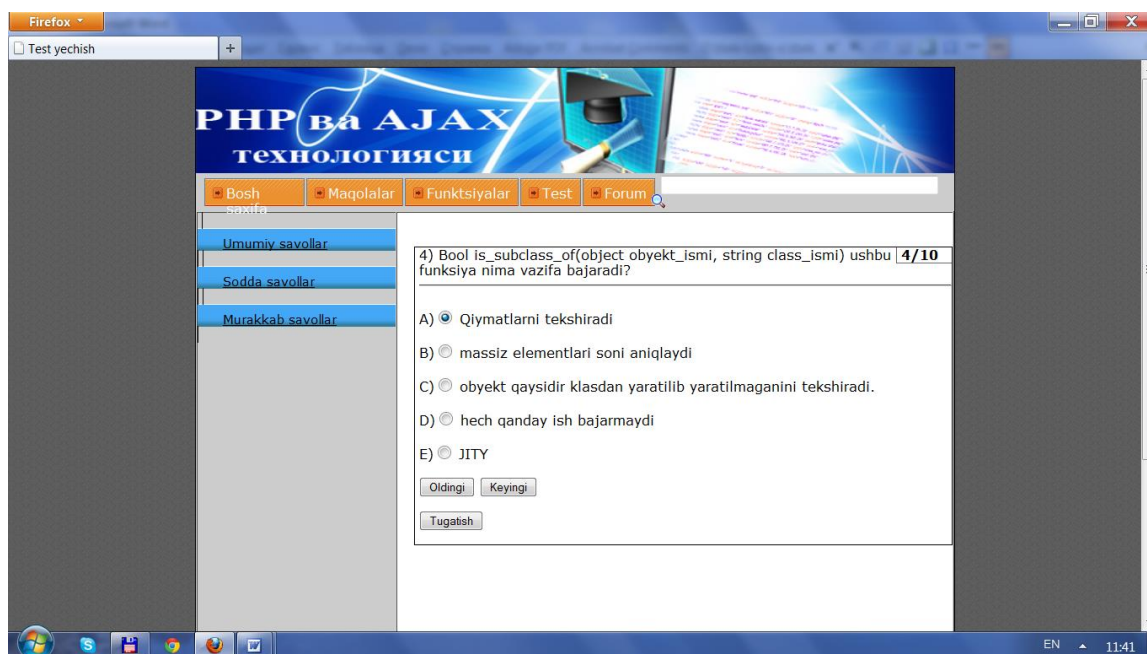 Firefox
Test yechish
+
PHP ва AJAX
технологияси
Bosh saxifa
Maqolalar
Funktsiyalar
Test
Forum
Umumiy savollar
Sodda savollar
Murakkab savollar
4) Bool is_subclass_of(object obyekt_ismi, string class_ismi) ushbu 4/10
funksiya nima vazifa bajaradi?
A) Qiymatlarni tekshiradi
B) massiz elementlari soni aniqlaydi
C) obyekt qaysidir klasdan yaratilib yaratilmaganini tekshiradi.
D) hech qanday ish bajarmaydi
E) JITY
Oldingi Keyingi
Tugatish
EN 11:41